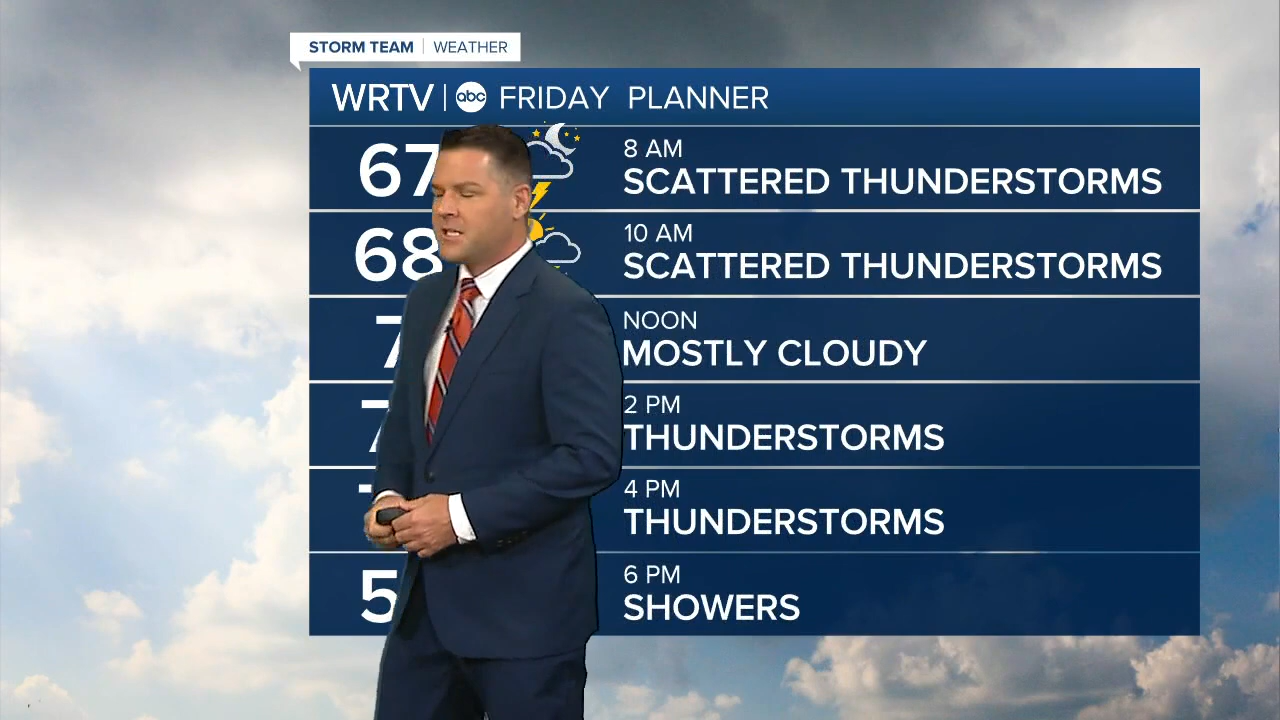 STORM TEAM | WEATHER
WRTV | abc FRIDAY PLANNER
67
8 AM
SCATTERED THUNDERSTORMS
68
10 AM
SCATTERED THUNDERSTORMS
NOON
MOSTLY CLOUDY
2 PM
THUNDERSTORMS
4 PM
THUNDERSTORMS
6 PM
SHOWERS